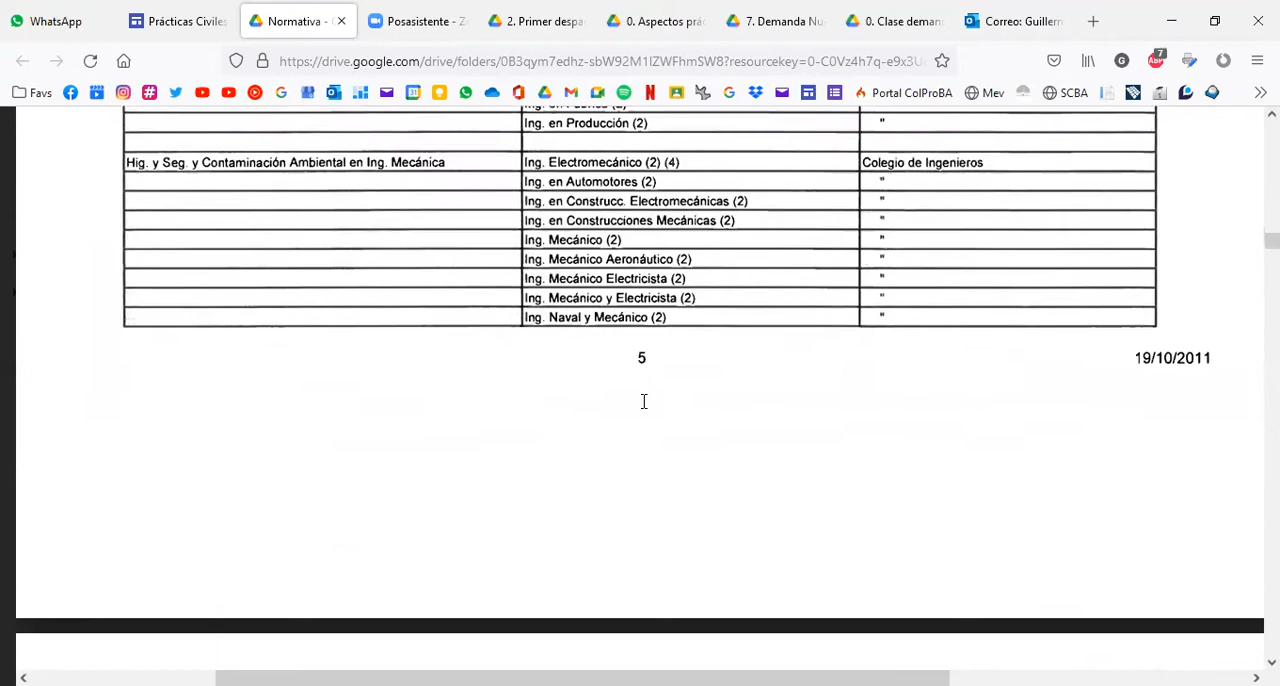 WhatsApp
Prácticas Civiles
Normativa -
Posasistente - Z
2. Primer despa
0. Aspectos prá
7. Demanda Nu
0. Clase deman
Correo: Guillerm
https://drive.google.com/drive/folders/0B3qym7edhz-sbW92M1lZWFhmSW8?resourcekey=0-C0Vz4h7q-e9x3U
7
Favs
Portal ColProBA
Mev
SCBA
Ing. en Producción (2) "
Hig. y Seg. y Contaminación Ambiental en Ing. Mecánica Ing. Electromecánico (2) (4) Colegio de Ingenieros
Ing. en Automotores (2) "
Ing. en Construcc. Electromecánicas (2) "
Ing. en Construcciones Mecánicas (2) "
Ing. Mecánico (2) "
Ing. Mecánico Aeronáutico (2) "
Ing. Mecánico Electricista (2) "
Ing. Mecánico y Electricista (2) "
Ing. Naval y Mecánico (2) "
5
19/10/2011